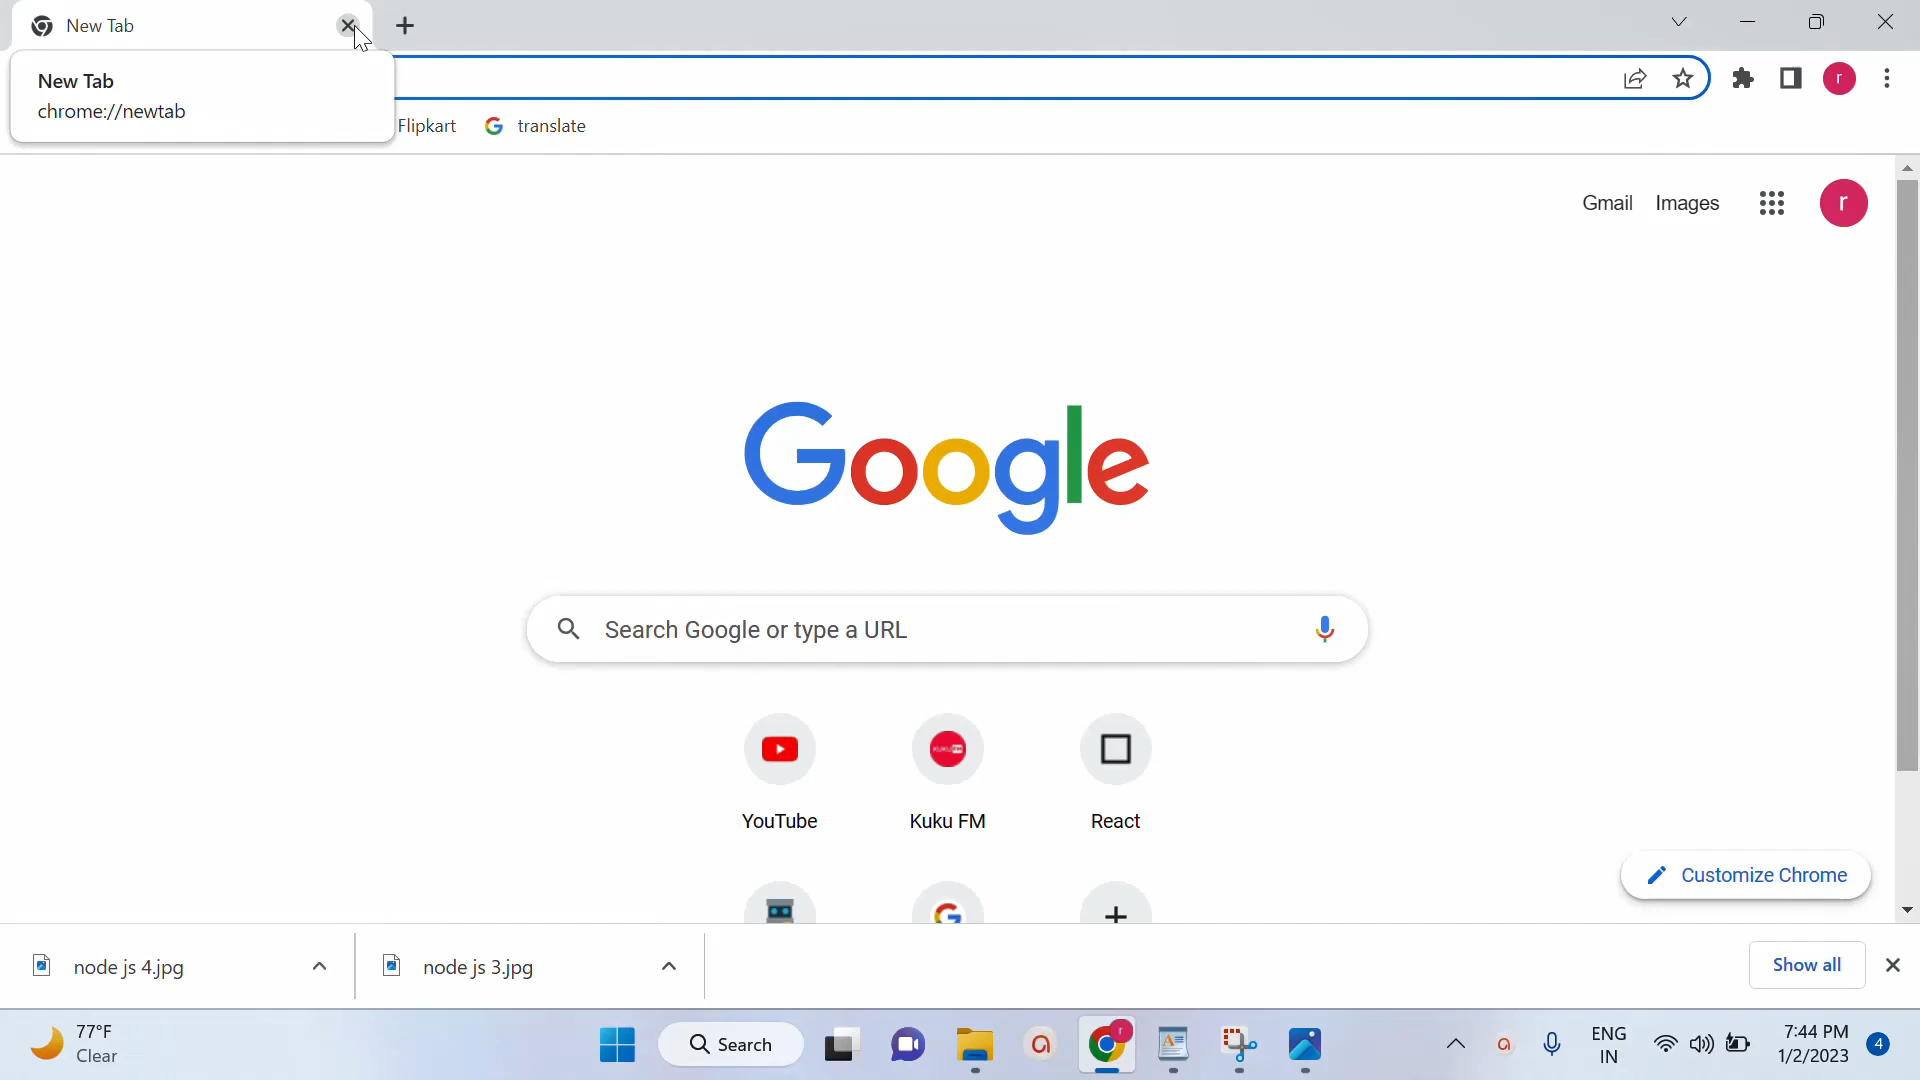 New Tab
New Tab
chrome://newtab
Flipkart
translate
r
Gmail
Images
r
Google
Search Google or type a URL
YouTube
Kuku FM
React
Customize Chrome
node js 4.jpg
node js 3.jpg
Show all
77°F
Clear
Search
r
ENG
IN
7:44 PM
1/2/2023
4